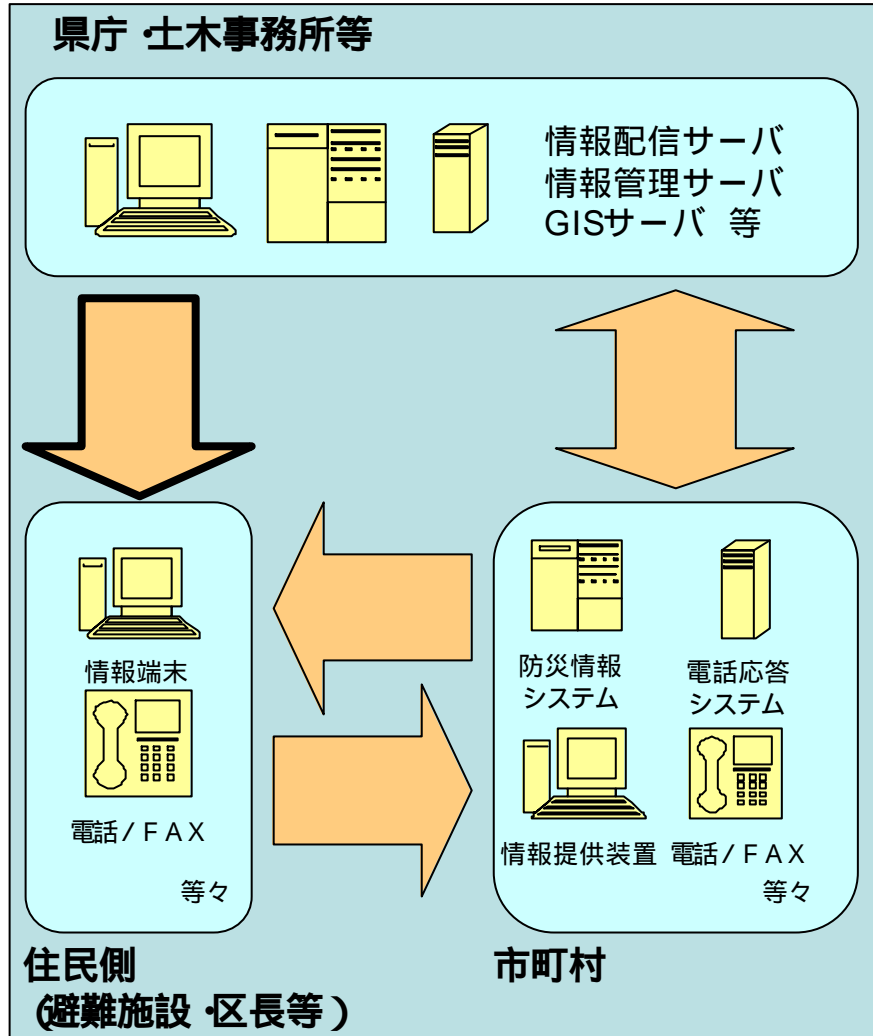 県庁・土木事務所等
情報配信サーバ
情報管理サーバ
GISサーバ 等
情報端末
電話/ＦＡＸ
等々
住民側
(避難施設・区長等)
防災情報
システム
電話応答
システム
情報提供装置
電話/ＦＡＸ
等々
市町村